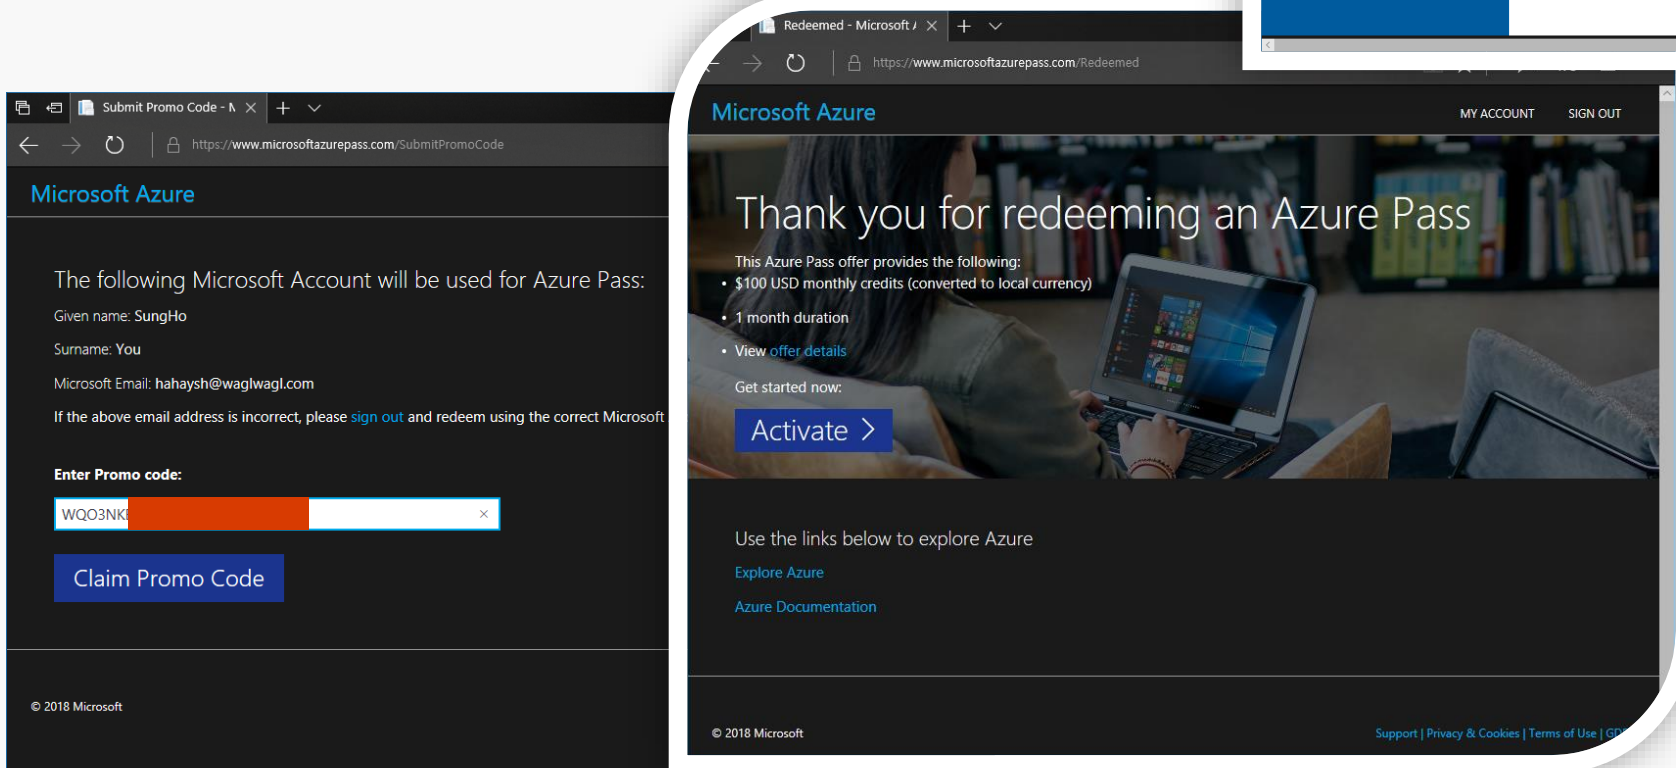 Submit Promo Code - M
https://www.microsoftazurepass.com/SubmitPromoCode
Microsoft Azure
The following Microsoft Account will be used for Azure Pass:
Given name: SungHo
Surname: You
Microsoft Email: hahaysh@waglwagl.com
If the above email address is incorrect, please sign out and redeem using the correct Microsoft
Enter Promo code:
WQO3NK
Claim Promo Code
© 2018 Microsoft
Redeemed - Microsoft
https://www.microsoftazurepass.com/Redeemed
Microsoft Azure
MY ACCOUNT SIGN OUT
Thank you for redeeming an Azure Pass
This Azure Pass offer provides the following:
• $100 USD monthly credits (converted to local currency)
• 1 month duration
• View offer details
Get started now:
Activate >
Use the links below to explore Azure
Explore Azure
Azure Documentation
© 2018 Microsoft
Support | Privacy & Cookies | Terms of Use |